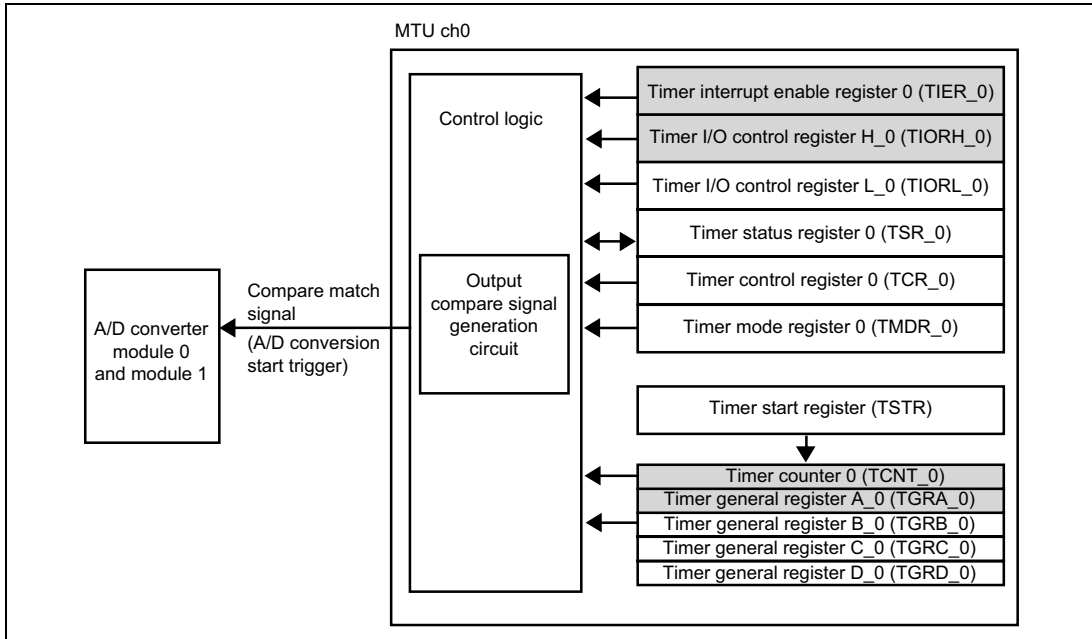 MTU ch0
Control logic
Timer interrupt enable register 0 (TIER_0)
Timer I/O control register H_0 (TIORH_0)
Timer I/O control register L_0 (TIORL_0)
Timer status register 0 (TSR_0)
Timer control register 0 (TCR_0)
Timer mode register 0 (TMDR_0)
Output
compare signal
generation
circuit
Compare match
signal
(A/D conversion
start trigger)
A/D converter
module 0
and module 1
Timer start register (TSTR)
Timer counter 0 (TCNT_0)
Timer general register A_0 (TGRA_0)
Timer general register B_0 (TGRB_0)
Timer general register C_0 (TGRC_0)
Timer general register D_0 (TGRD_0)